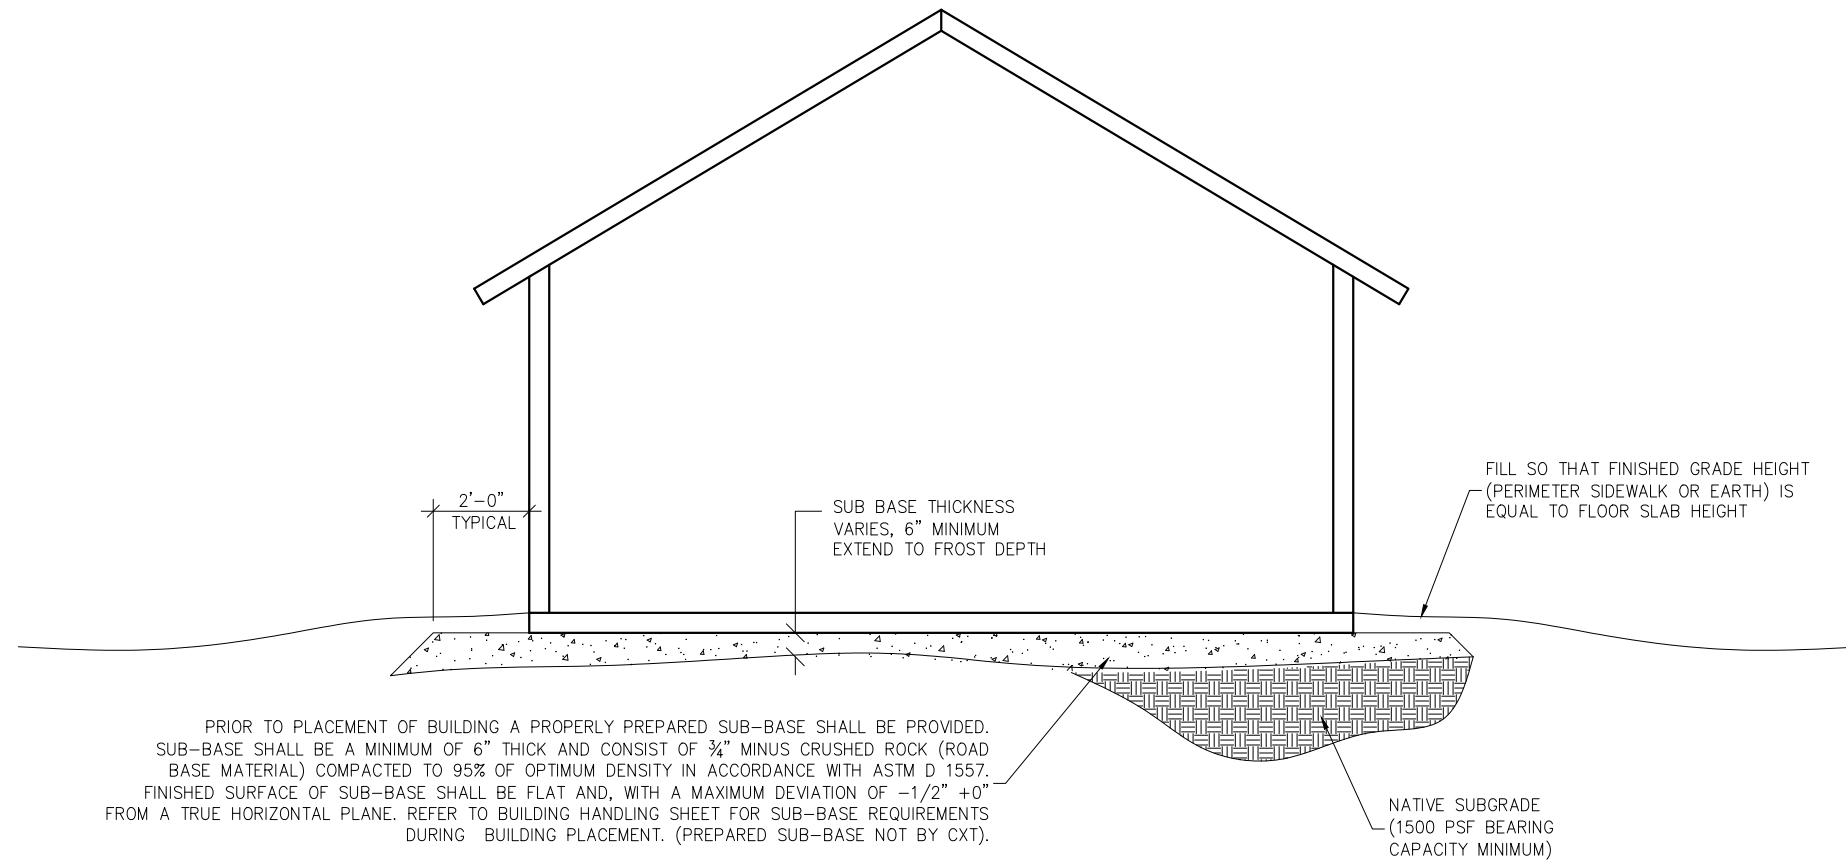 FILL SO THAT FINISHED GRADE HEIGHT
(PERIMETER SIDEWALK OR EARTH) IS
EQUAL TO FLOOR SLAB HEIGHT
2'-0"
TYPICAL
SUB BASE THICKNESS
VARIES, 6" MINIMUM
EXTEND TO FROST DEPTH
PRIOR TO PLACEMENT OF BUILDING A PROPERLY PREPARED SUB-BASE SHALL BE PROVIDED.
SUB-BASE SHALL BE A MINIMUM OF 6" THICK AND CONSIST OF ¾" MINUS CRUSHED ROCK (ROAD
BASE MATERIAL) COMPACTED TO 95% OF OPTIMUM DENSITY IN ACCORDANCE WITH ASTM D 1557.
FINISHED SURFACE OF SUB-BASE SHALL BE FLAT AND, WITH A MAXIMUM DEVIATION OF -1/2" +0"
FROM A TRUE HORIZONTAL PLANE. REFER TO BUILDING HANDLING SHEET FOR SUB-BASE REQUIREMENTS
DURING BUILDING PLACEMENT. (PREPARED SUB-BASE NOT BY CXT).
NATIVE SUBGRADE
(1500 PSF BEARING
CAPACITY MINIMUM)